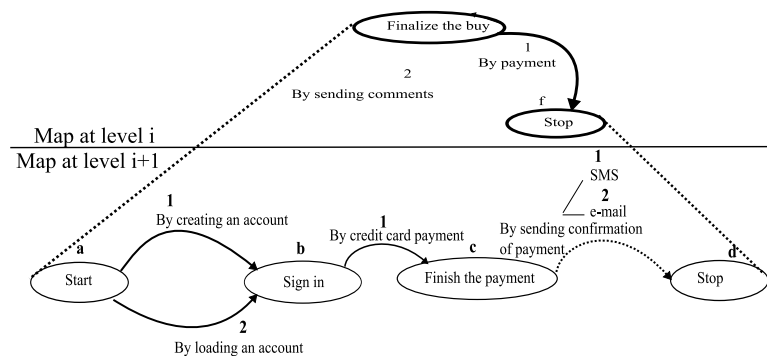 Finalize the buy
1
By payment
2
By sending comments
f
Stop
Map at level i
Map at level i+1
1
SMS
2
e-mail
By sending confirmation
of payment
1
By creating an account
a
Start
b
Sign in
1
By credit card payment
c
Finish the payment
d
Stop
2
By loading an account